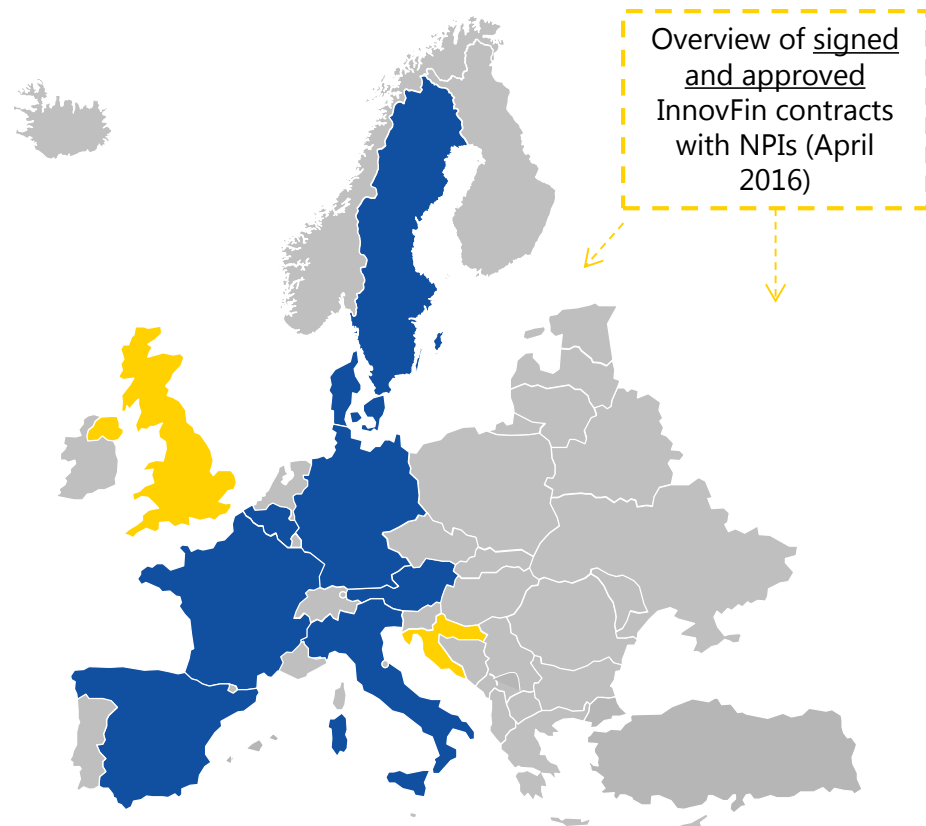 Overview of signed
and approved
InnovFin contracts
with NPIs (April
2016)